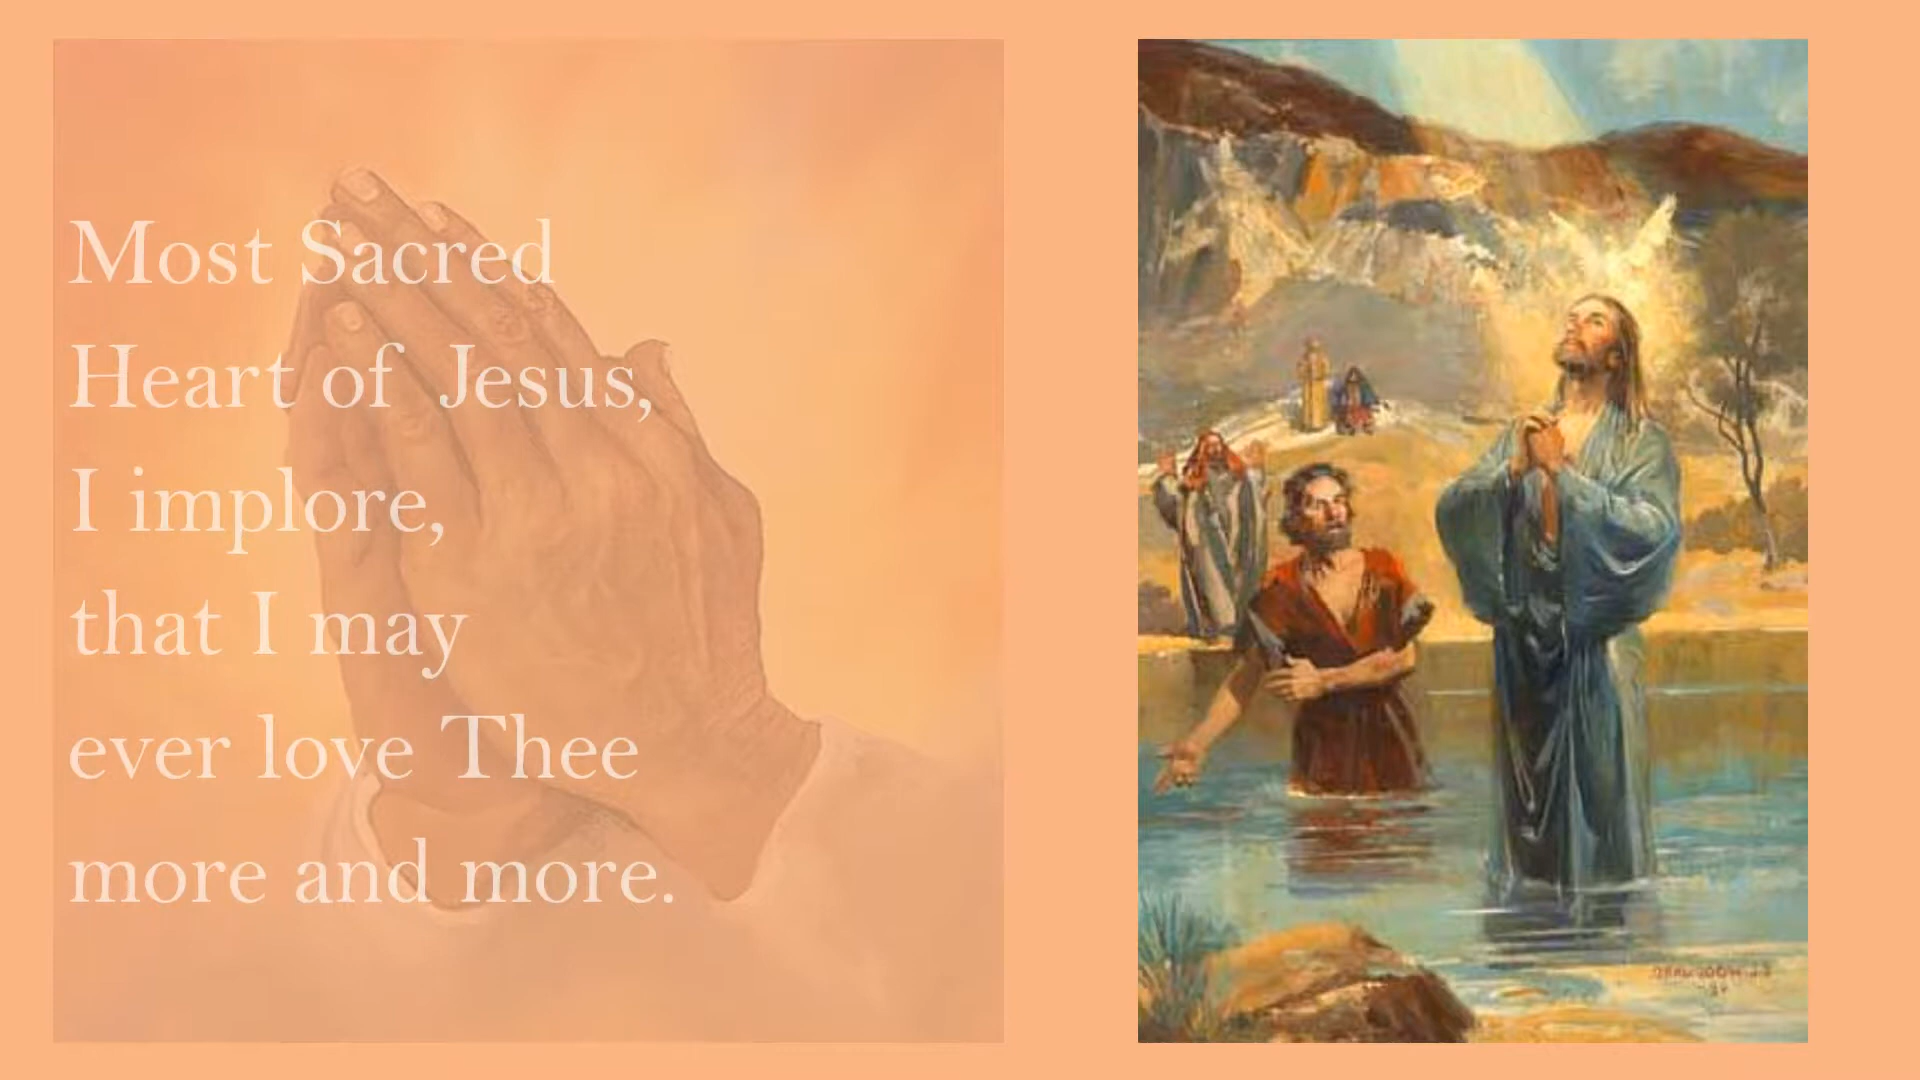 Most Sacred
Heart of Jesus,
I implore,
that I may
ever love Thee
more and more.